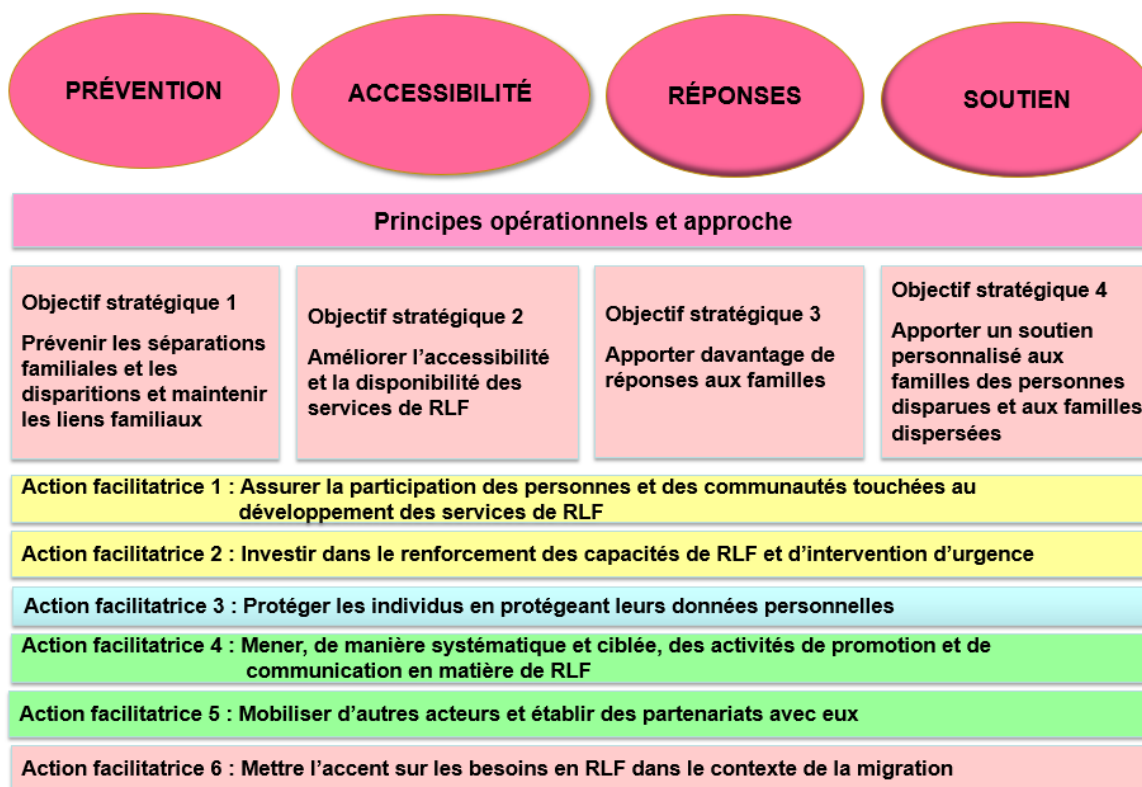 PRÉVENTION
ACCESSIBILITÉ
RÉPONSES
SOUTIEN
Principes opérationnels et approche
Objectif stratégique 1
Prévenir les séparations
familiales et les
disparitions et maintenir
les liens familiaux
Objectif stratégique 2
Améliorer l’accessibilité
et la disponibilité des
services de RLF
Objectif stratégique 3
Apporter davantage de
réponses aux familles
Objectif stratégique 4
Apporter un soutien
personnalisé aux
familles des personnes
disparues et aux familles
dispersées
Action facilitatrice 1 : Assurer la participation des personnes et des communautés touchées au
développement des services de RLF
Action facilitatrice 2 : Investir dans le renforcement des capacités de RLF et d’intervention d’urgence
Action facilitatrice 3 : Protéger les individus en protégeant leurs données personnelles
Action facilitatrice 4 : Mener, de manière systématique et ciblée, des activités de promotion et de
communication en matière de RLF
Action facilitatrice 5 : Mobiliser d’autres acteurs et établir des partenariats avec eux
Action facilitatrice 6 : Mettre l’accent sur les besoins en RLF dans le contexte de la migration